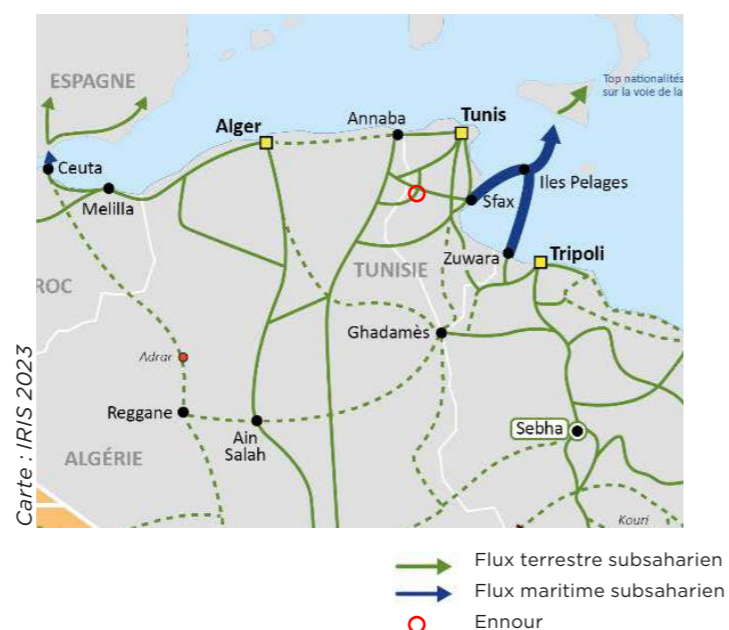 ESPAGNE
Top nationalités
sur la voie de la
Alger
Annaba
Tunis
Ceuta
Melilla
Iles Pelages
Sfax
TUNISIE
Zuwara
Tripoli
ROC
Ghadamès
Adrar
Reggane
Ain
Salah
Sebha
ALGÉRIE
Kouri
Carte : IRIS 2023
Flux terrestre subsaharien
Flux maritime subsaharien
Ennour